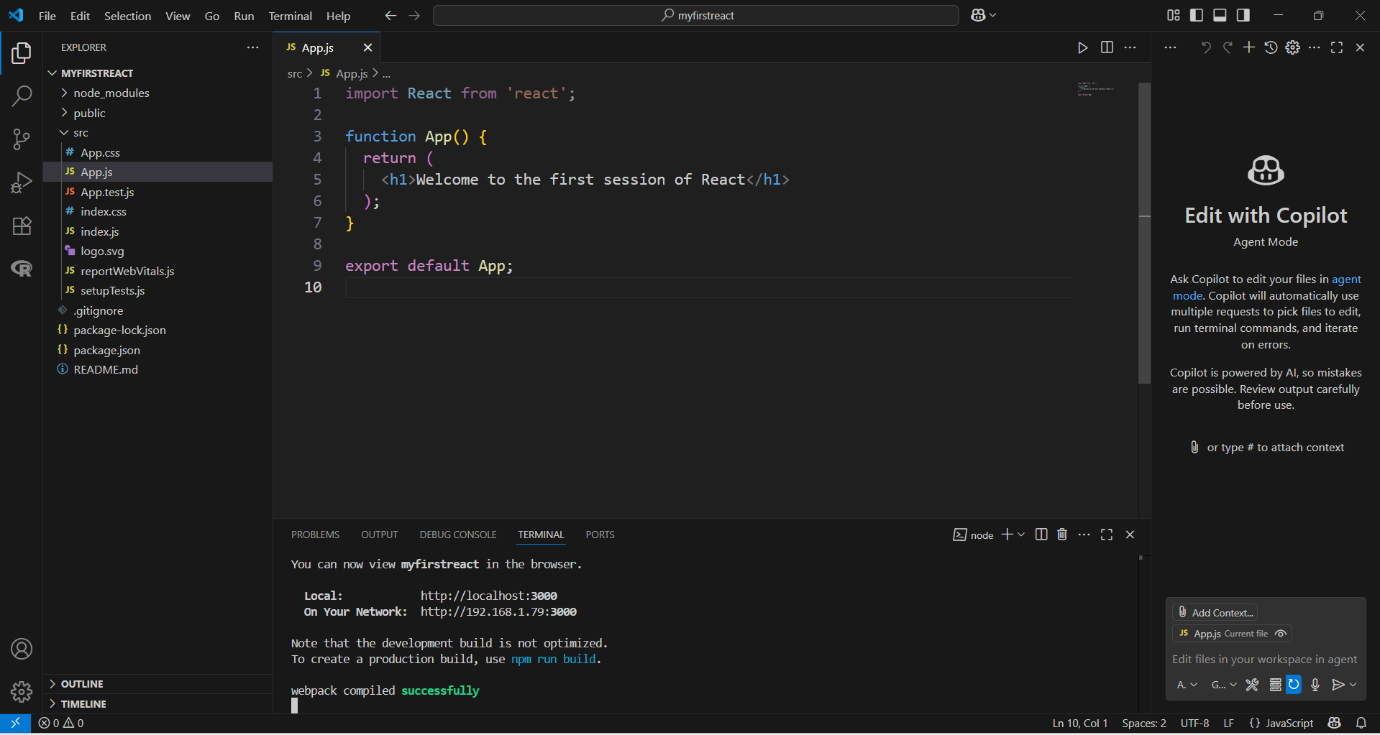 File Edit Selection View Go Run Terminal Help
myfirstreact
EXPLORER
MYFIRSTREACT
node_modules
public
src
# App.css
JS App.js
JS App.test.js
# index.css
JS index.js
logo.svg
JS reportWebVitals.js
JS setupTests.js
.gitignore
{} package-lock.json
{} package.json
README.md
OUTLINE
TIMELINE
JS App.js
src > JS App.js > ...
1 import React from 'react';
2
3 function App() {
4 return (
5 <h1>Welcome to the first session of React</h1>
6 );
7 }
8
9 export default App;
10
PROBLEMS OUTPUT DEBUG CONSOLE TERMINAL PORTS
node
You can now view myfirstreact in the browser.
Local: http://localhost:3000
On Your Network: http://192.168.1.79:3000
Note that the development build is not optimized.
To create a production build, use npm run build.
webpack compiled successfully
Edit with Copilot
Agent Mode
Ask Copilot to edit your files in agent
mode. Copilot will automatically use
multiple requests to pick files to edit,
run terminal commands, and iterate
on errors.
Copilot is powered by AI, so mistakes
are possible. Review output carefully
before use.
or type # to attach context
Add Context...
JS App.js Current file
Edit files in your workspace in agent
A. G...
0 0
Ln 10, Col 1 Spaces: 2 UTF-8 LF {} JavaScript